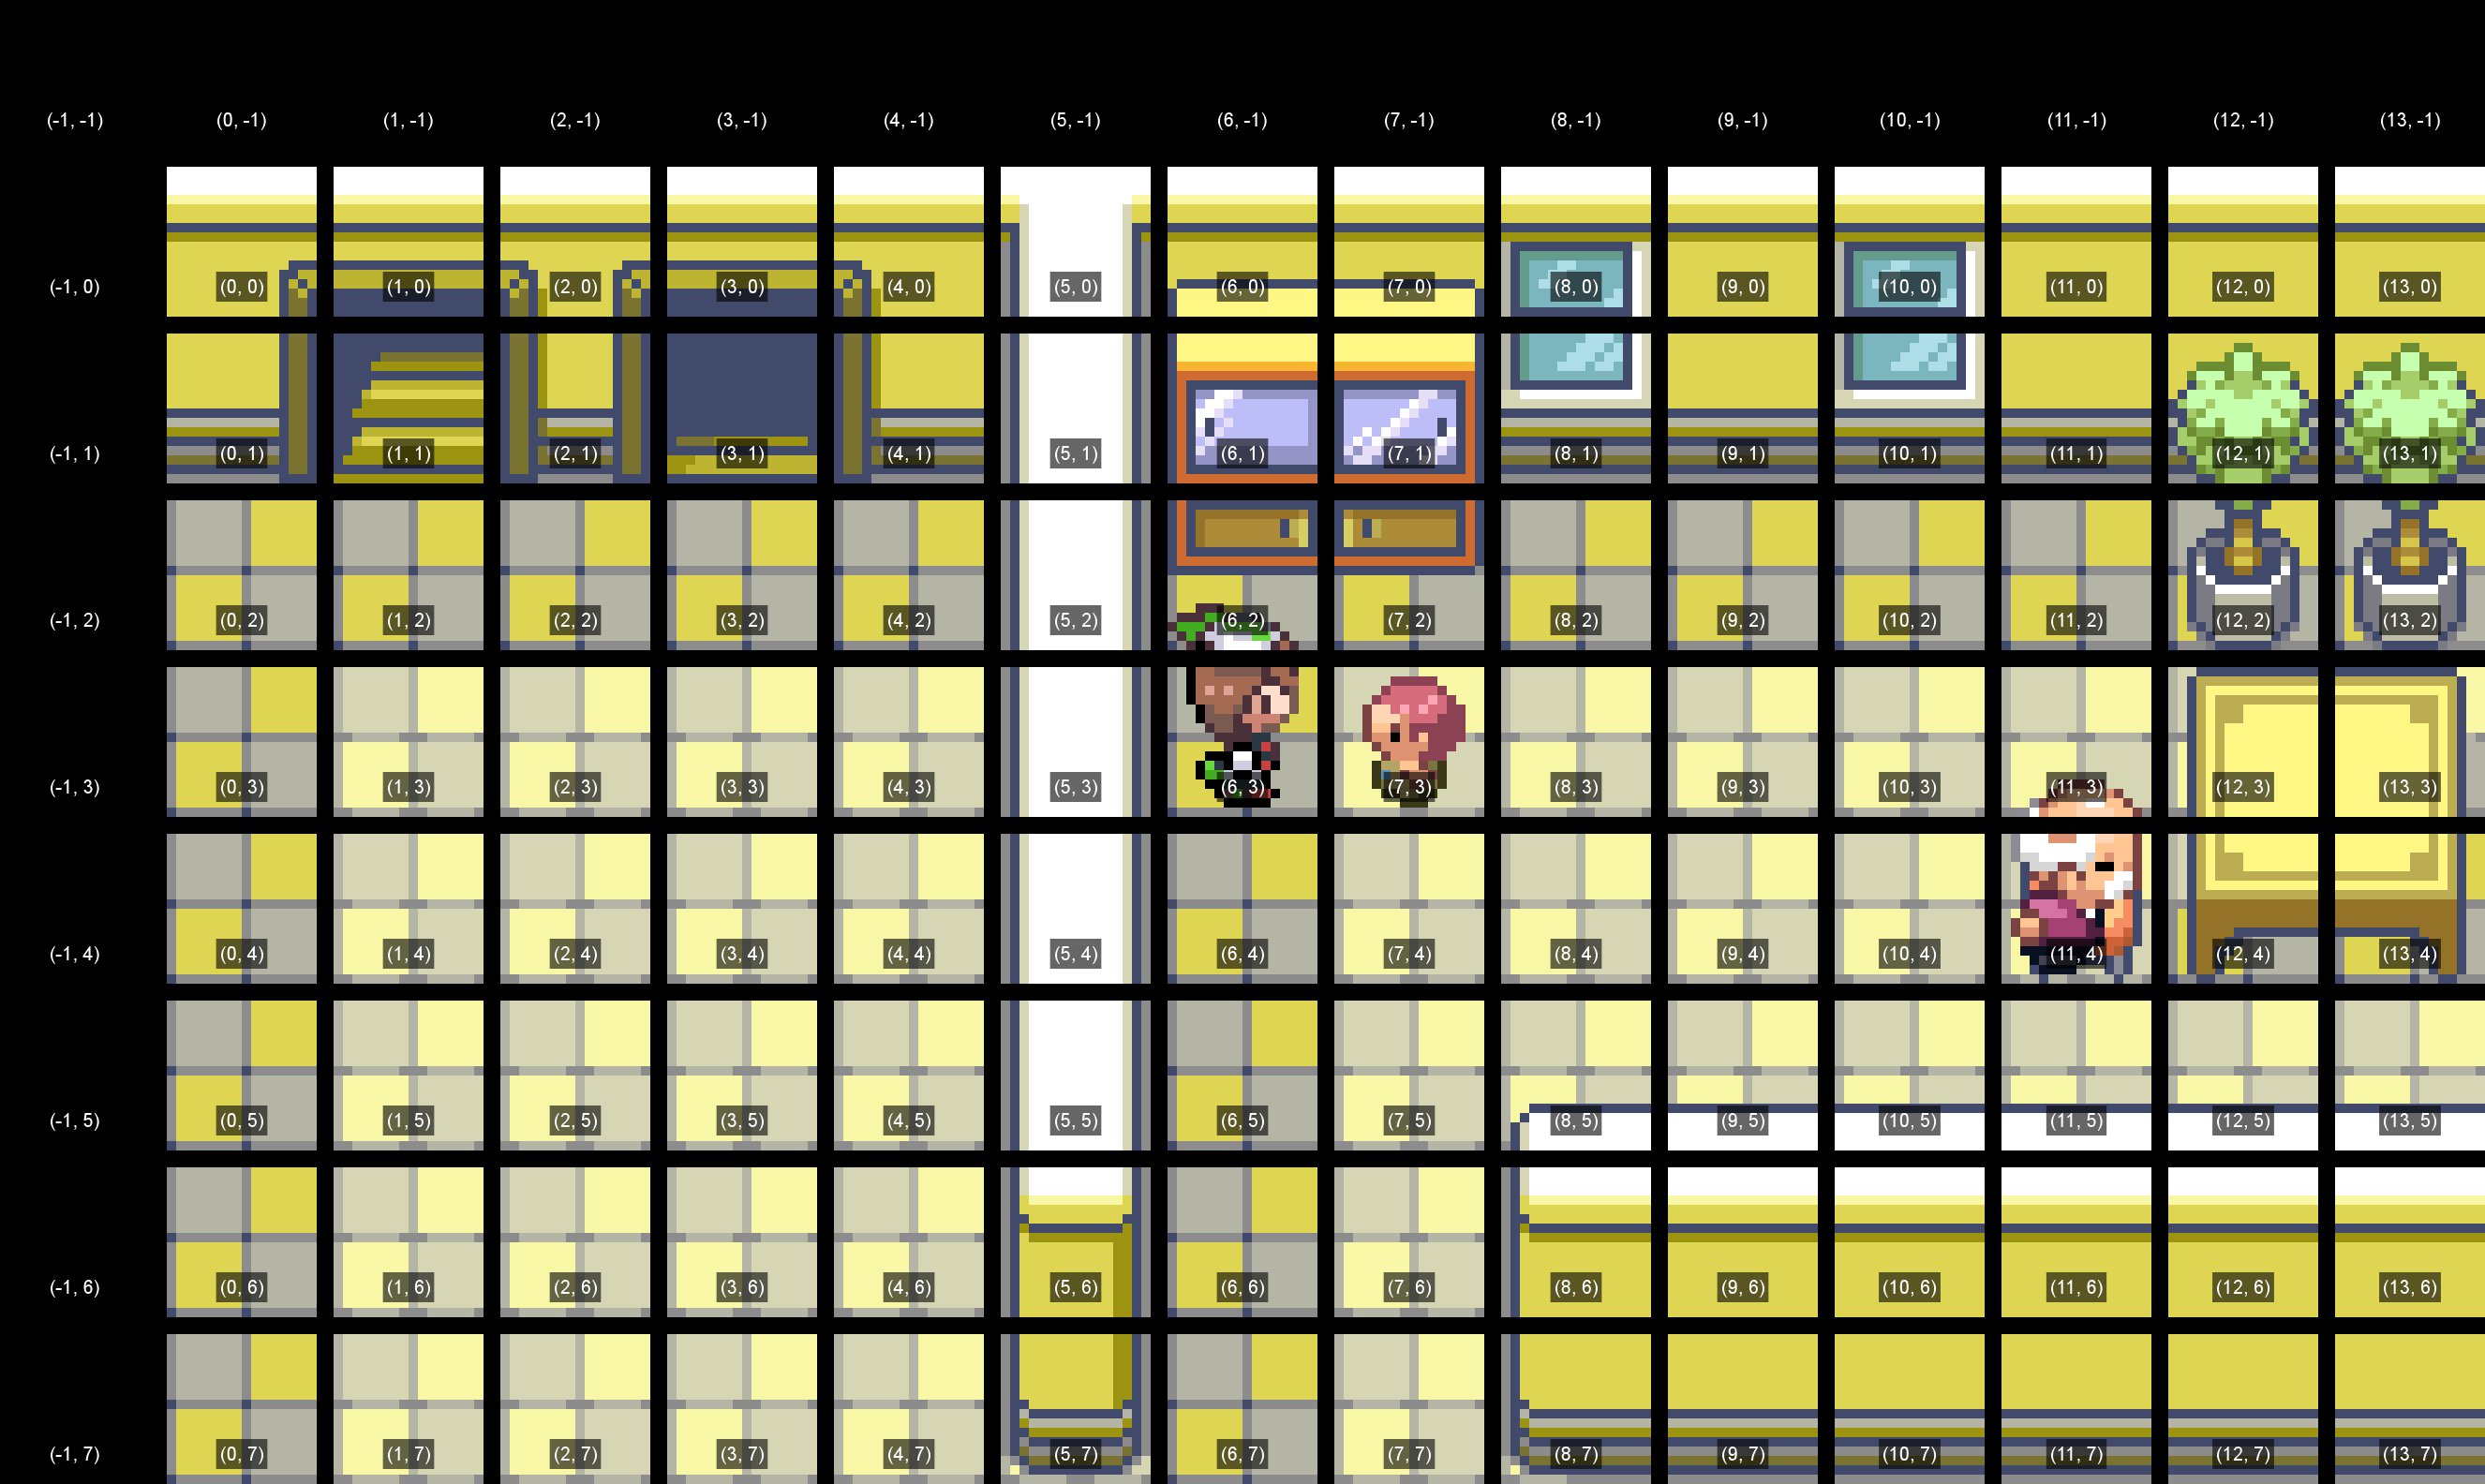 (-1, -1) (0, -1) (1, -1) (2, -1) (3, -1) (4, -1) (5, -1) (6, -1) (7, -1) (8, -1) (9, -1) (10, -1) (11, -1) (12, -1) (13, -1)
(-1, 0) (0, 0) (1, 0) (2, 0) (3, 0) (4, 0) (5, 0) (6, 0) (7, 0) (8, 0) (9, 0) (10, 0) (11, 0) (12, 0) (13, 0)
(-1, 1) (0, 1) (1, 1) (2, 1) (3, 1) (4, 1) (5, 1) (6, 1) (7, 1) (8, 1) (9, 1) (10, 1) (11, 1) (12, 1) (13, 1)
(-1, 2) (0, 2) (1, 2) (2, 2) (3, 2) (4, 2) (5, 2) (6, 2) (7, 2) (8, 2) (9, 2) (10, 2) (11, 2) (12, 2) (13, 2)
(-1, 3) (0, 3) (1, 3) (2, 3) (3, 3) (4, 3) (5, 3) (6, 3) (7, 3) (8, 3) (9, 3) (10, 3) (11, 3) (12, 3) (13, 3)
(-1, 4) (0, 4) (1, 4) (2, 4) (3, 4) (4, 4) (5, 4) (6, 4) (7, 4) (8, 4) (9, 4) (10, 4) (11, 4) (12, 4) (13, 4)
(-1, 5) (0, 5) (1, 5) (2, 5) (3, 5) (4, 5) (5, 5) (6, 5) (7, 5) (8, 5) (9, 5) (10, 5) (11, 5) (12, 5) (13, 5)
(-1, 6) (0, 6) (1, 6) (2, 6) (3, 6) (4, 6) (5, 6) (6, 6) (7, 6) (8, 6) (9, 6) (10, 6) (11, 6) (12, 6) (13, 6)
(-1, 7) (0, 7) (1, 7) (2, 7) (3, 7) (4, 7) (5, 7) (6, 7) (7, 7) (8, 7) (9, 7) (10, 7) (11, 7) (12, 7) (13, 7)